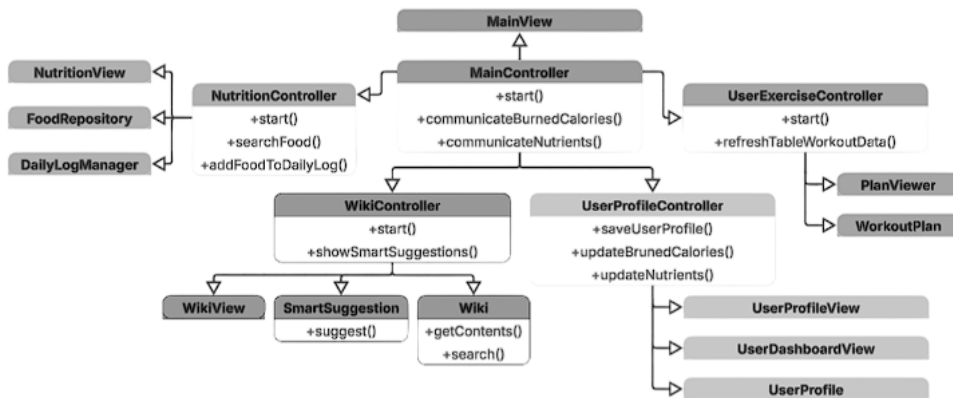 MainView
MainController
+start()
+communicateBurnedCalories()
+communicateNutrients()
NutritionView
FoodRepository
DailyLogManager
NutritionController
+start()
+searchFood()
+addFoodToDailyLog()
UserExerciseController
+start()
+refreshTableWorkoutData()
PlanViewer
WorkoutPlan
WikiController
+start()
+showSmartSuggestions()
UserProfileController
+saveUserProfile()
+updateBrunedCalories()
+updateNutrients()
WikiView
SmartSuggestion
+suggest()
Wiki
+getContents()
+search()
UserProfileView
UserDashboardView
UserProfile